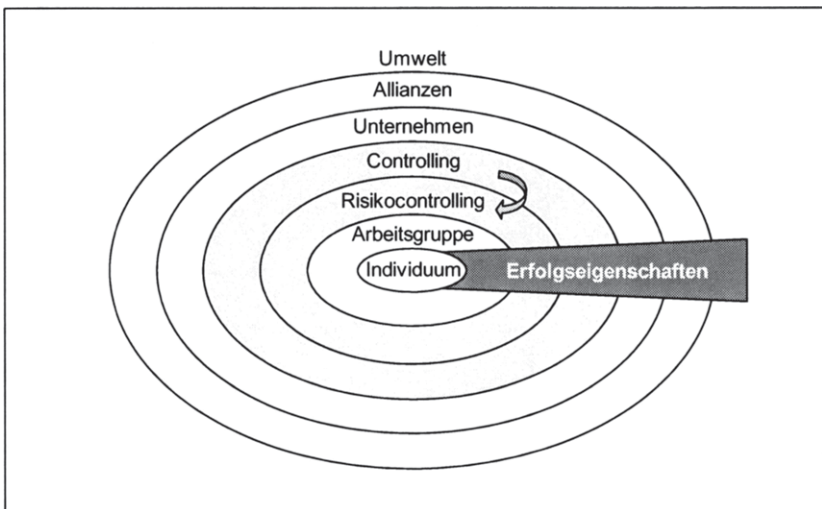 Umwelt
Allianzen
Unternehmen
Controlling
Risikocontrolling
Arbeitsgruppe
Individuum
Erfolgseigenschaften